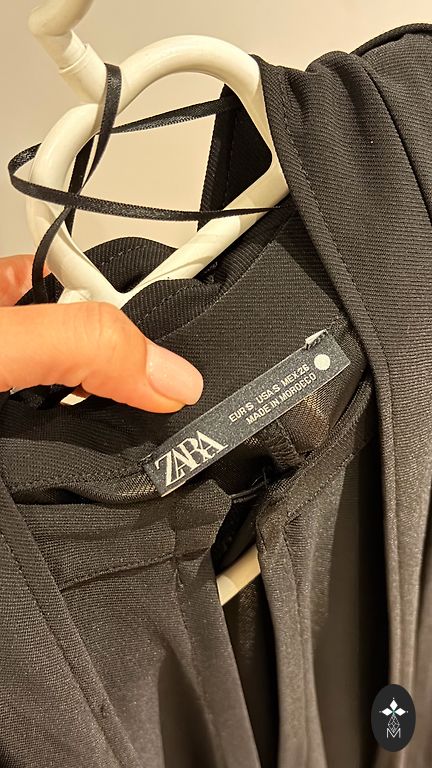 ZARA
EUR S USA S MEX 26
MADE IN MOROCCO
M